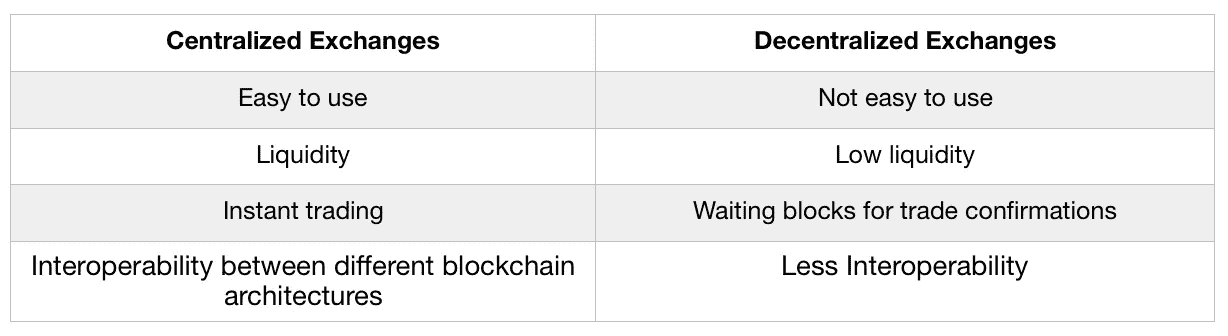 Centralized Exchanges
Decentralized Exchanges
Easy to use
Not easy to use
Liquidity
Low liquidity
Instant trading
Waiting blocks for trade confirmations
Interoperability between different blockchain
architectures
Less Interoperability